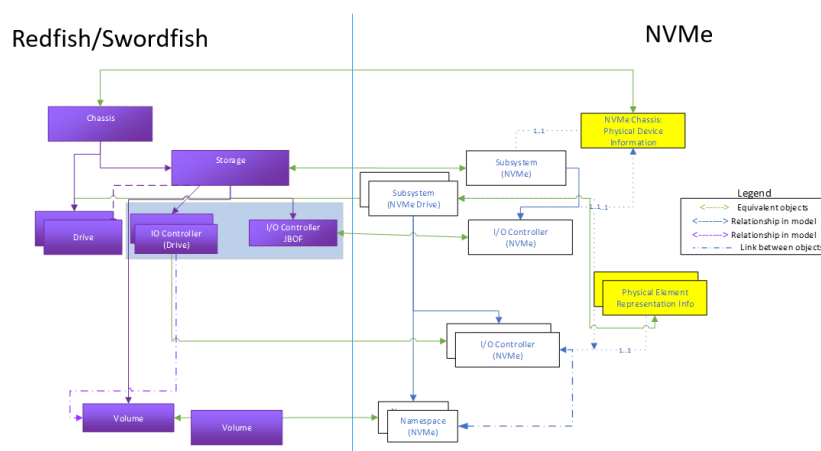 Redfish/Swordfish
NVMe
Chassis
NVMe Chassis:
Physical Device
Information
1..1
Storage
Subsystem
(NVMe)
Subsystem
(NVMe Drive)
1..1
Legend
Equivalent objects
Relationship in model
Relationship in model
Link between objects
Drive
IO Controller
(Drive)
I/O Controller
JBOF
I/O Controller
(NVMe)
Physical Element
Representation Info
I/O Controller
(NVMe)
1..1
Volume
Volume
Namespace
(NVMe)